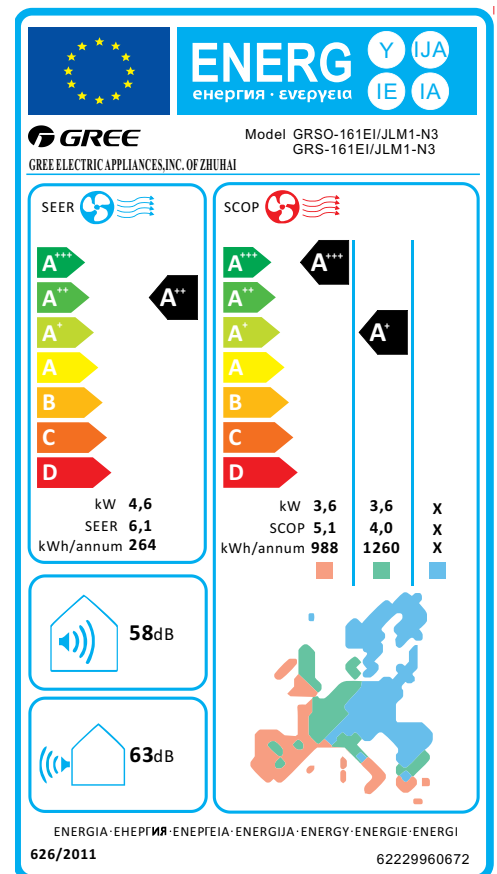 ENERG
енергия · ενεργεια
Y IJA
IE IA
GREE
GREE ELECTRIC APPLIANCES,INC. OF ZHUHAI
Model GRSO-161EI/JLM1-N3
GRS-161EI/JLM1-N3
SEER
A+++
A++
A+
A
B
C
D
A++
kW 4,6
SEER 6,1
kWh/annum 264
SCOP
A+++
A++
A+
A
B
C
D
A+++
A+
kW 3,6 3,6 X
SCOP 5,1 4,0 X
kWh/annum 988 1260 X
58dB
63dB
ENERGIA·ЕНЕРГИЯ·ΕΝΕΡΓΕΙΑ·ENERGIJA·ENERGY·ENERGIE·ENERGI
626/2011
62229960672